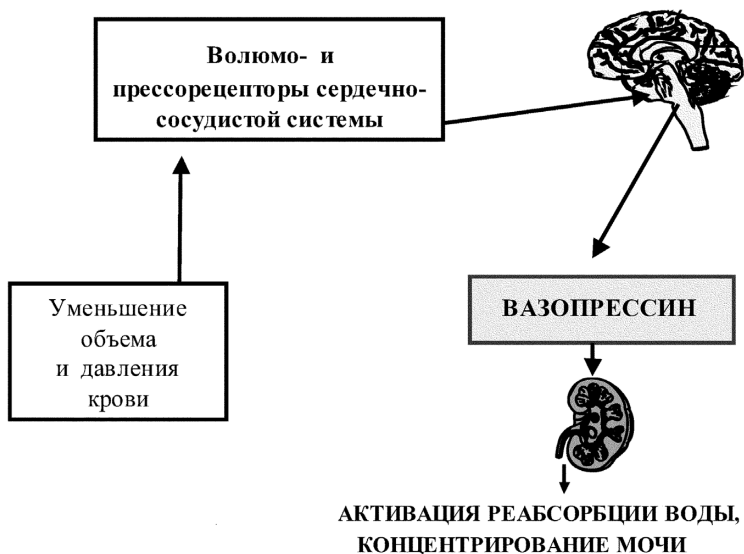 Волюмо- и
прессорецепторы сердечно-
сосудистой системы
Уменьшение
объема
и давления
крови
ВАЗОПРЕССИН
АКТИВАЦИЯ РЕАБСОРБЦИИ ВОДЫ,
КОНЦЕНТРИРОВАНИЕ МОЧИ